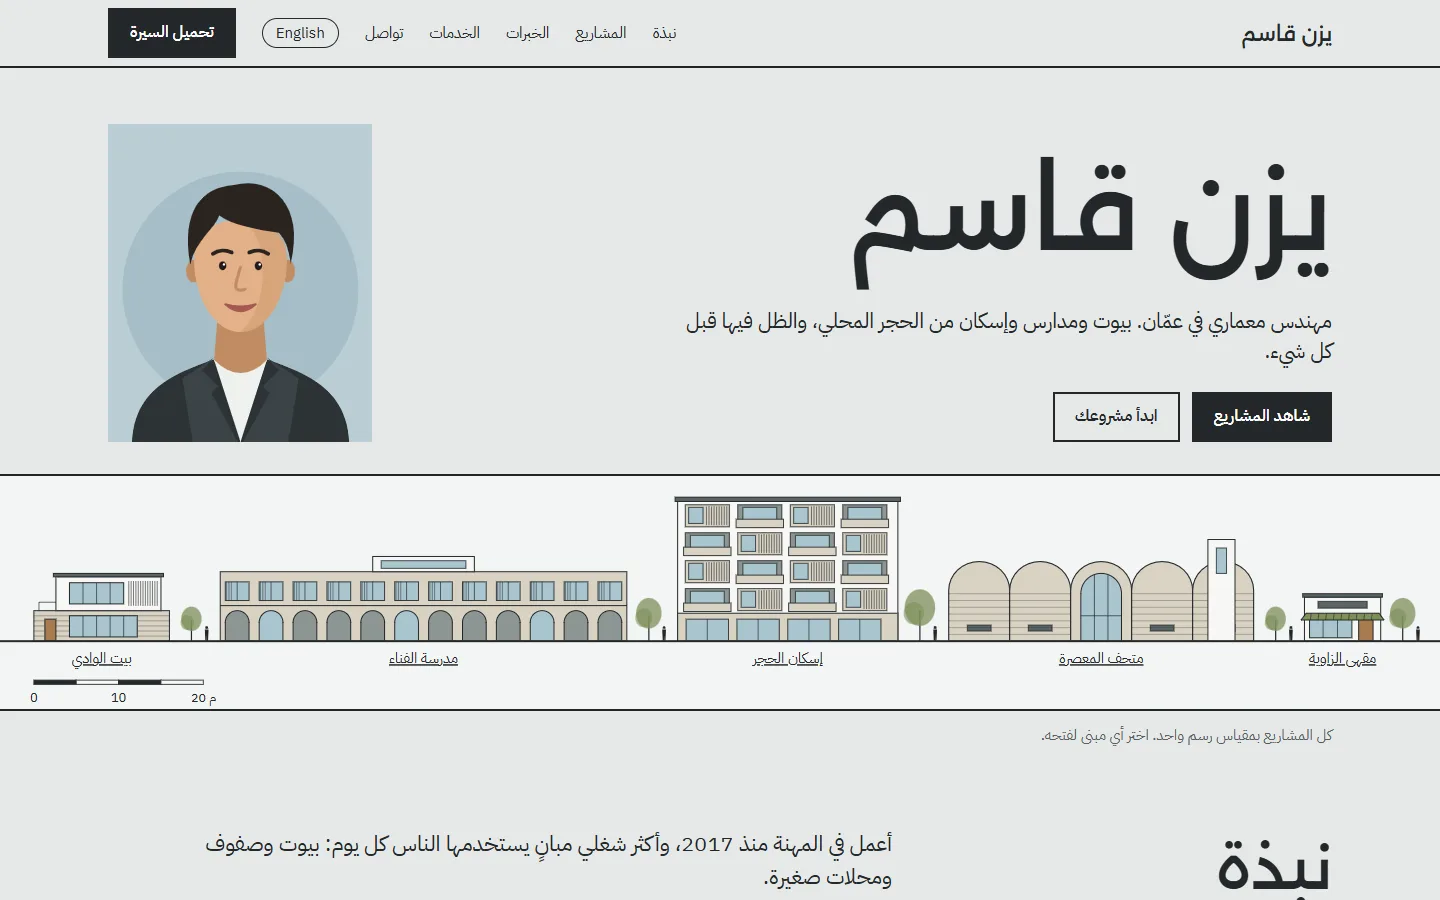 يزن قاسم
نبذة
المشاريع
الخبرات
الخدمات
تواصل
English
تحميل السيرة
يزن قاسم
مهندس معماري في عمّان. بيوت ومدارس وإسكان من الحجر المحلي، والظل فيها قبل
كل شيء.
شاهد المشاريع
ابدأ مشروعك
مقهى الزاوية
متحف المعصرة
إسكان الحجر
مدرسة الفناء
بيت الوادي
0 10 20 م
كل المشاريع بمقياس رسم واحد. اختر أي مبنى لفتحه.
نبذة
أعمل في المهنة منذ 2017، وأكثر شغلي مبانٍ يستخدمها الناس كل يوم: بيوت وصفوف
ومحلات صغيرة.